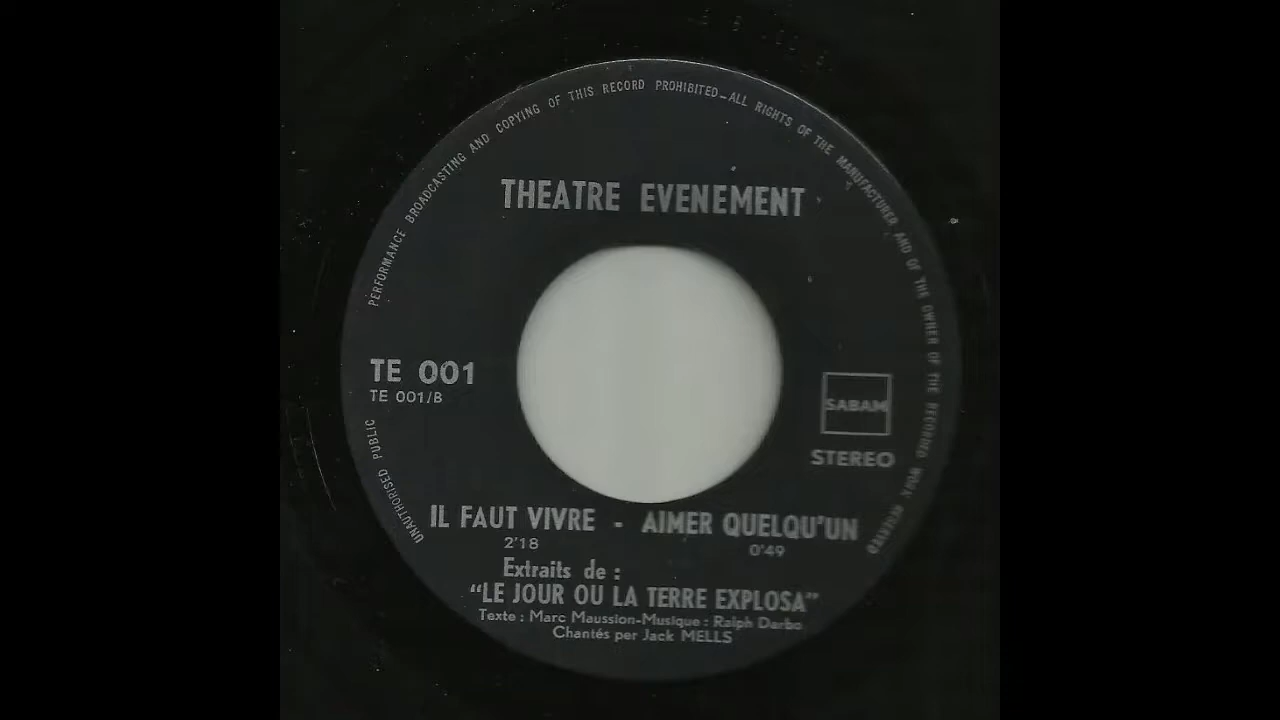 UNAUTHORISED PUBLIC PERFORMANCE BROADCASTING AND COPYING OF THIS RECORD PROHIBITED_ALL RIGHTS OF THE MANUFACTURER AND OF THE OWNER OF THE RECORDED WORK RESERVED
THEATRE EVENEMENT
TE 001
TE 001/B
SABAM
STEREO
IL FAUT VIVRE - AIMER QUELQU'UN
2'18 0'49
Extraits de :
"LE JOUR OU LA TERRE EXPLOSA"
Texte : Marc Maussion-Musique : Ralph Darbo
Chantés par Jack MELLS